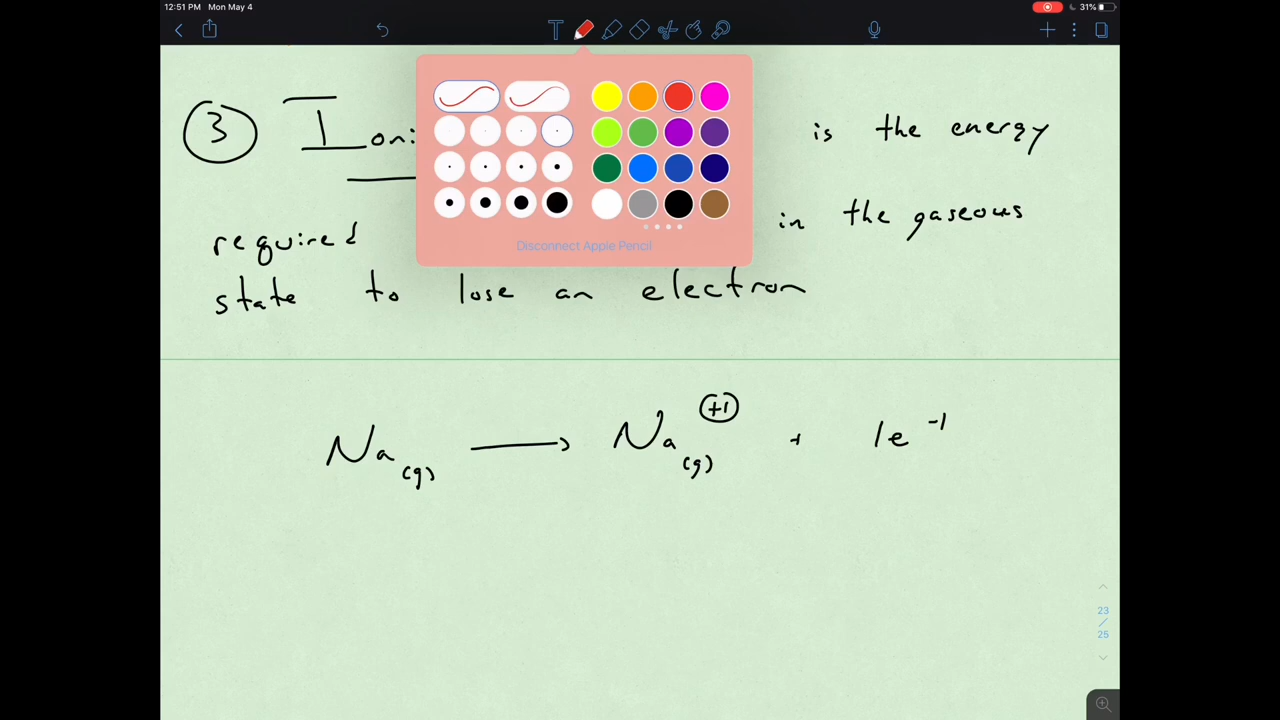 12:51 PM Mon May 4
31%
T
③ Ioni is the energy
required in the gaseous
Disconnect Apple Pencil
state to lose an electron
Na(g) → Na(g)^(+1) + 1e^-1
23
/
25